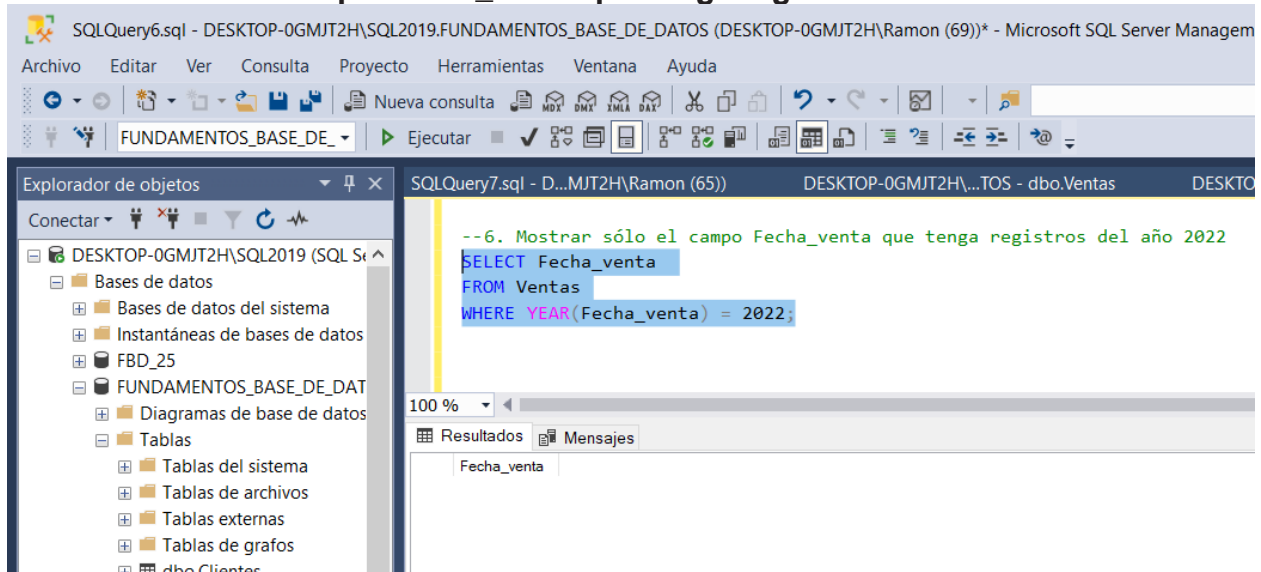 SQLQuery6.sql - DESKTOP-0GMJT2H\SQL2019.FUNDAMENTOS_BASE_DE_DATOS (DESKTOP-0GMJT2H\Ramon (69))* - Microsoft SQL Server Managem
Archivo Editar Ver Consulta Proyecto Herramientas Ventana Ayuda
Nueva consulta MDX DMX XMLA DAX
FUNDAMENTOS_BASE_DE_ Ejecutar
Explorador de objetos
SQLQuery7.sql - D...MJT2H\Ramon (65)) DESKTOP-0GMJT2H\...TOS - dbo.Ventas DESKTO
Conectar
DESKTOP-0GMJT2H\SQL2019 (SQL Se
Bases de datos
Bases de datos del sistema
Instantáneas de bases de datos
FBD_25
FUNDAMENTOS_BASE_DE_DAT
Diagramas de base de datos
Tablas
Tablas del sistema
Tablas de archivos
Tablas externas
Tablas de grafos
dbo.Clientes
--6. Mostrar sólo el campo Fecha_venta que tenga registros del año 2022
SELECT Fecha_venta
FROM Ventas
WHERE YEAR(Fecha_venta) = 2022;
100 %
Resultados Mensajes
Fecha_venta